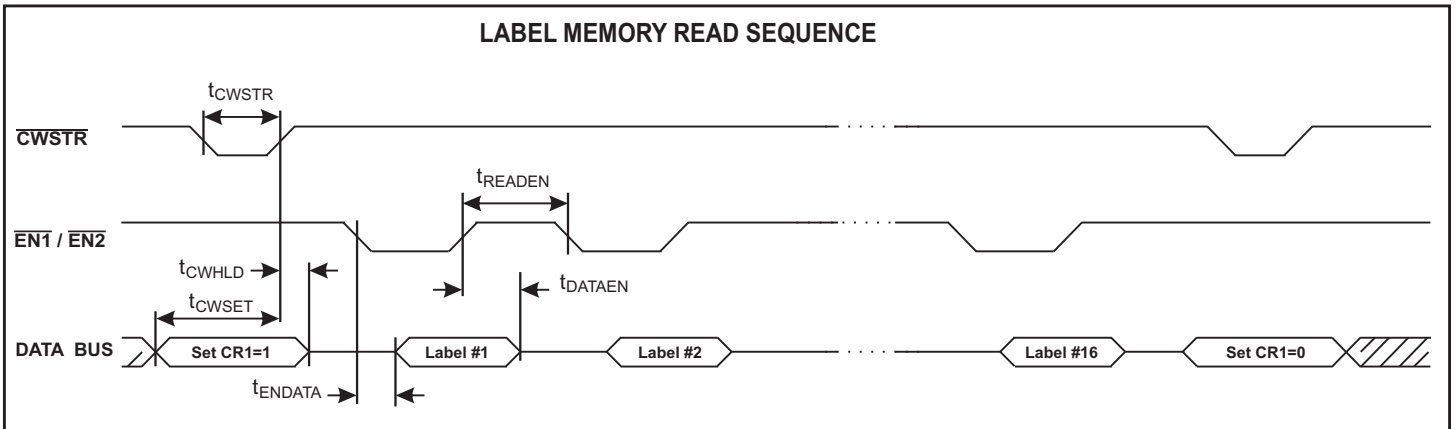 LABEL MEMORY READ SEQUENCE
tCWSTR
CWSTR
tREADEN
EN1 / EN2
tCWHLD
tDATAEN
tCWSET
DATA BUS Set CR1=1 Label #1 Label #2 Label #16 Set CR1=0
tENDATA